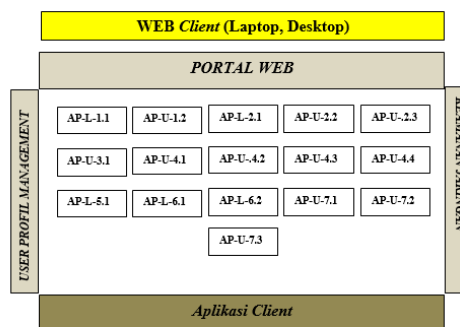 WEB Client (Laptop, Desktop)
PORTAL WEB
USER PROFIL MANAGEMENT
AP-L-1.1 AP-U-1.2 AP-L-2.1 AP-U-2.2 AP-U-.2.3
AP-U-3.1 AP-U-4.1 AP-U-.4.2 AP-U-4.3 AP-U-4.4
AP-L-5.1 AP-L-6.1 AP-L-6.2 AP-U-7.1 AP-U-7.2
AP-U-7.3
Aplikasi Client